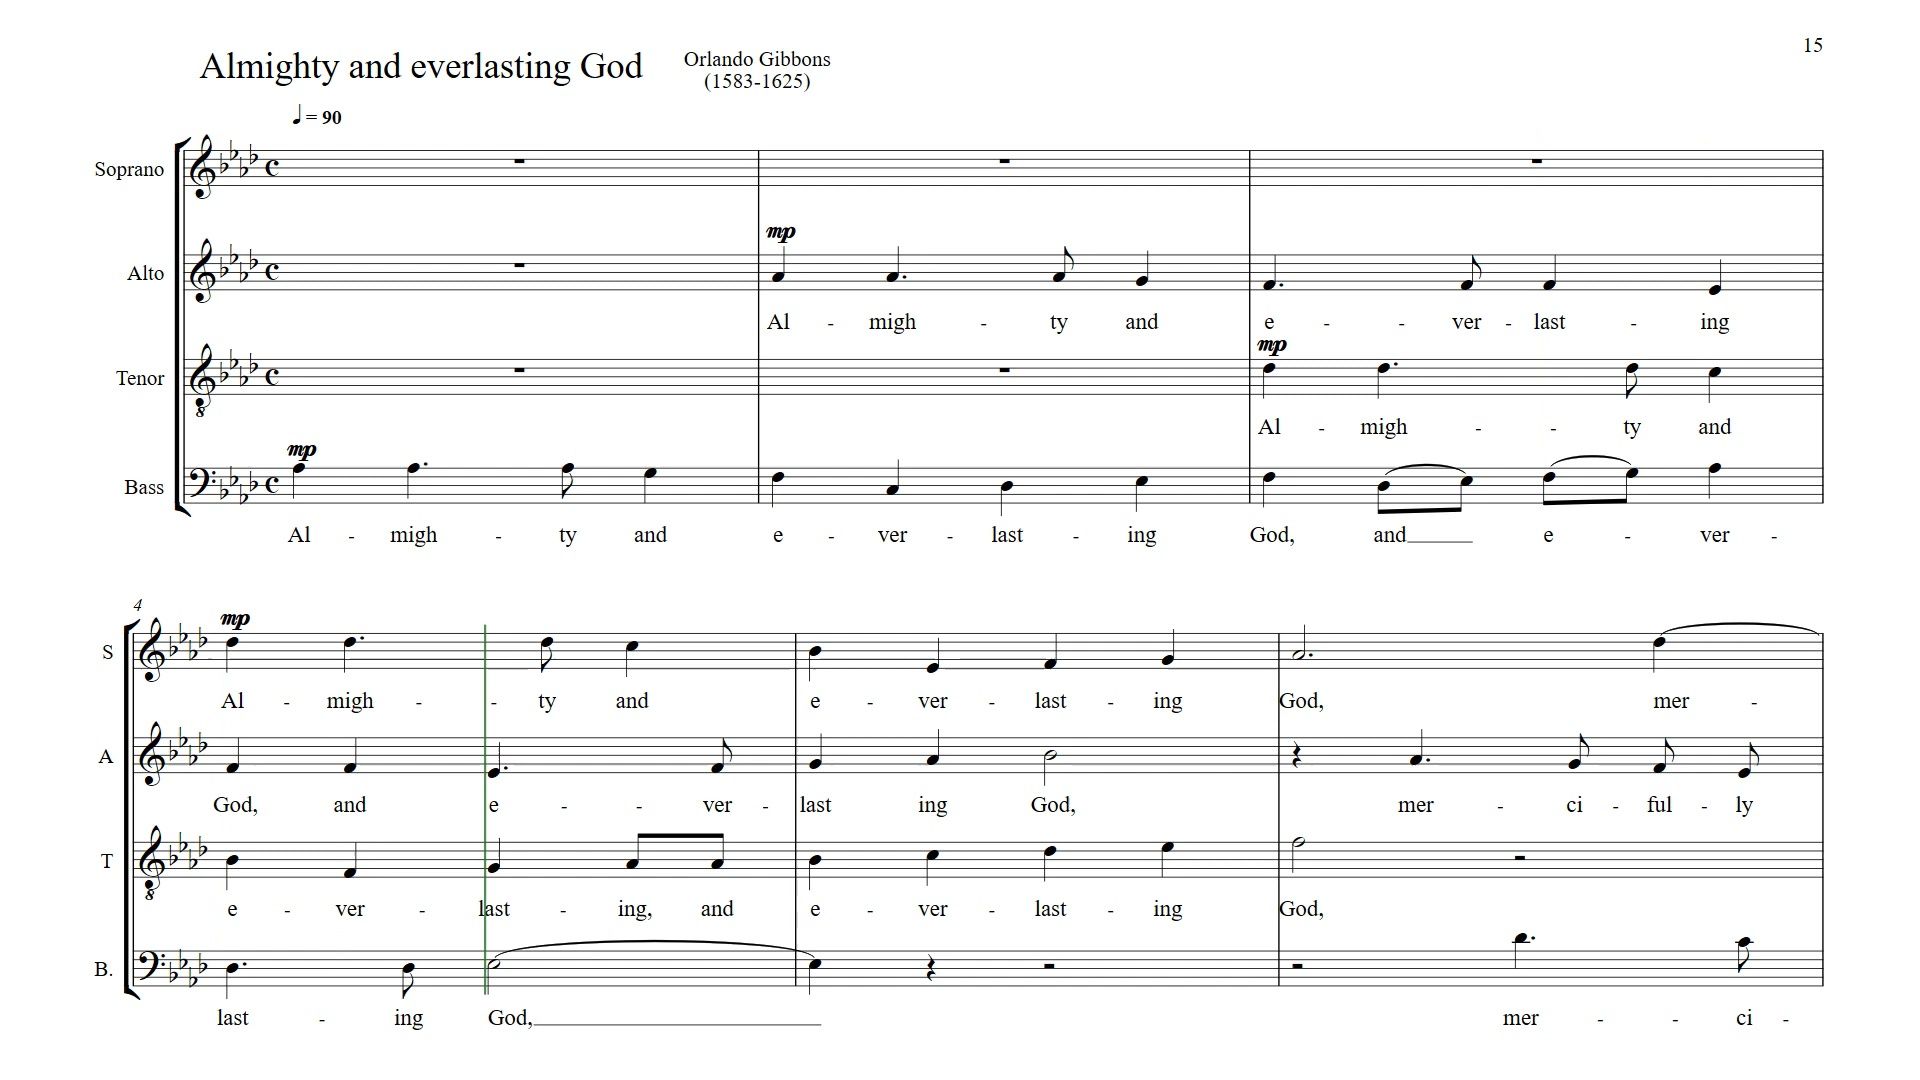 15
Almighty and everlasting God
Orlando Gibbons
(1583-1625)
♩ = 90
Soprano
mp
Alto
Al - migh - ty and e - - ver - last - ing
mp
Tenor
Al - migh - - ty and
mp
Bass
Al - migh - ty and e - ver - last - ing God, and____ e - ver -
4
mp
S
Al - migh - - ty and e - ver - last - ing God, mer -
A
God, and e - - ver - last ing God, mer - ci - ful - ly
T
e - ver - last - ing, and e - ver - last - ing God,
B.
last - ing God,____ mer - - ci -